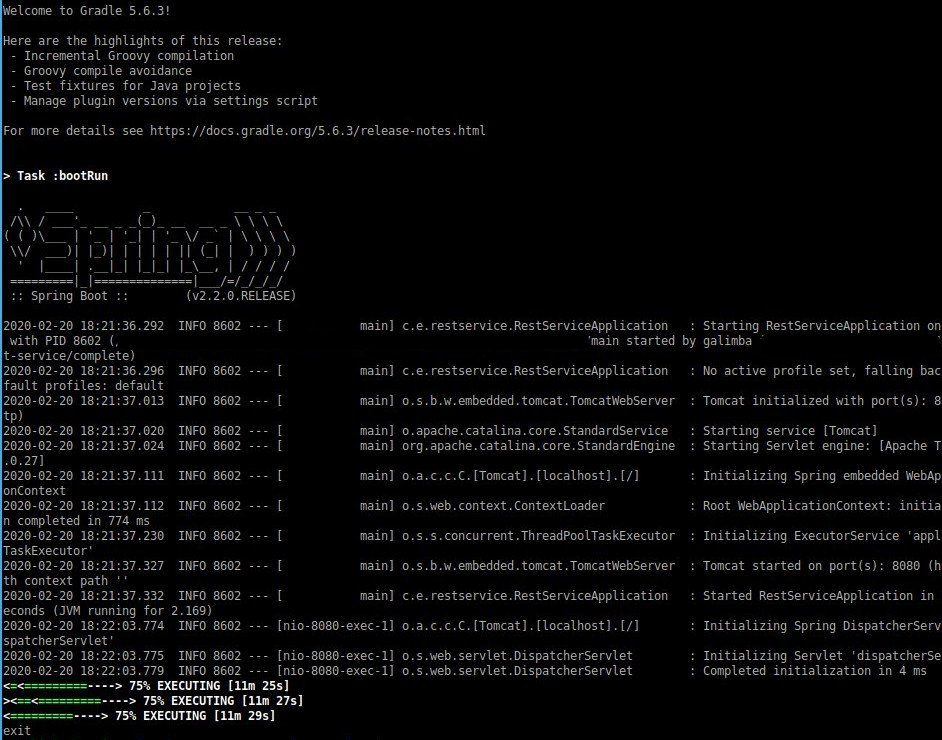 Welcome to Gradle 5.6.3!
Here are the highlights of this release:
 - Incremental Groovy compilation
 - Groovy compile avoidance
 - Test fixtures for Java projects
 - Manage plugin versions via settings script
For more details see https://docs.gradle.org/5.6.3/release-notes.html
> Task :bootRun
  .   ____          _            __ _ _
 /\\ / ___'_ __ _ _(_)_ __  __ _ \ \ \ \
( ( )\___ | '_ | '_| | '_ \/ _` | \ \ \ \
 \\/  ___)| |_)| | | | | || (_| |  ) ) ) )
  '  |____| .__|_| |_|_| |_\__, | / / / /
 =========|_|==============|___/=/_/_/_/
 :: Spring Boot ::        (v2.2.0.RELEASE)
2020-02-20 18:21:36.292  INFO 8602 --- [           main] c.e.restservice.RestServiceApplication   : Starting RestServiceApplication on
 with PID 8602 (                                                                   main started by galimba
t-service/complete)
2020-02-20 18:21:36.296  INFO 8602 --- [           main] c.e.restservice.RestServiceApplication   : No active profile set, falling bac
fault profiles: default
2020-02-20 18:21:37.013  INFO 8602 --- [           main] o.s.b.w.embedded.tomcat.TomcatWebServer  : Tomcat initialized with port(s): 8
tp)
2020-02-20 18:21:37.020  INFO 8602 --- [           main] o.apache.catalina.core.StandardService   : Starting service [Tomcat]
2020-02-20 18:21:37.024  INFO 8602 --- [           main] org.apache.catalina.core.StandardEngine  : Starting Servlet engine: [Apache T
.0.27]
2020-02-20 18:21:37.111  INFO 8602 --- [           main] o.a.c.c.C.[Tomcat].[localhost].[/]       : Initializing Spring embedded WebAp
onContext
2020-02-20 18:21:37.112  INFO 8602 --- [           main] o.s.web.context.ContextLoader            : Root WebApplicationContext: initia
n completed in 774 ms
2020-02-20 18:21:37.230  INFO 8602 --- [           main] o.s.s.concurrent.ThreadPoolTaskExecutor  : Initializing ExecutorService 'appl
TaskExecutor'
2020-02-20 18:21:37.327  INFO 8602 --- [           main] o.s.b.w.embedded.tomcat.TomcatWebServer  : Tomcat started on port(s): 8080 (h
th context path ''
2020-02-20 18:21:37.332  INFO 8602 --- [           main] c.e.restservice.RestServiceApplication   : Started RestServiceApplication in
econds (JVM running for 2.169)
2020-02-20 18:22:03.774  INFO 8602 --- [nio-8080-exec-1] o.a.c.c.C.[Tomcat].[localhost].[/]       : Initializing Spring DispatcherServ
spatcherServlet'
2020-02-20 18:22:03.775  INFO 8602 --- [nio-8080-exec-1] o.s.web.servlet.DispatcherServlet        : Initializing Servlet 'dispatcherSe
2020-02-20 18:22:03.779  INFO 8602 --- [nio-8080-exec-1] o.s.web.servlet.DispatcherServlet        : Completed initialization in 4 ms
<=<=========----> 75% EXECUTING [11m 25s]
><==<=========----> 75% EXECUTING [11m 27s]
<=========----> 75% EXECUTING [11m 29s]
exit